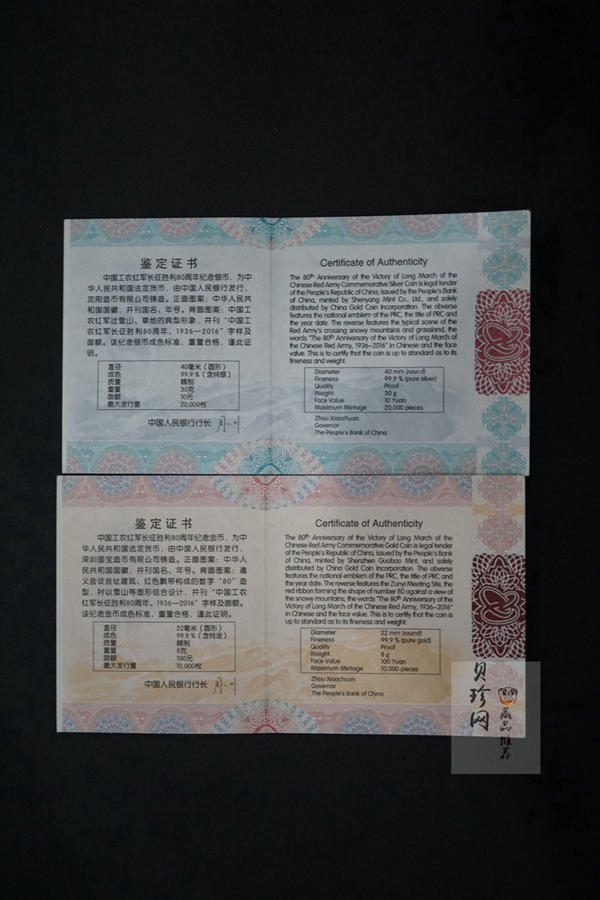 鉴定证书
中国工农红军长征胜利80周年纪念银币，为中
华人民共和国法定货币，由中国人民银行发行，
沈阳造币有限公司铸造。正面图案：中华人民共
和国国徽，并刊国名、年号。背面图案：中国工
农红军过雪山、草地的典型形象，并刊“中国工
农红军长征胜利80周年、1936—2016”字样及
面额。该纪念银币成色标准，重量合格，谨此证
明。
直径 40毫米（圆形）
成色 99.9％（含纯银）
质量 精制
重量 30克
面额 10元
最大发行量 20,000枚
中国人民银行行长
Certificate of Authenticity
The 80th Anniversary of the Victory of Long March of the
Chinese Red Army Commemorative Silver Coin is legal tender
of the People's Republic of China, issued by the People's Bank
of China, minted by Shenyang Mint Co., Ltd., and solely
distributed by China Gold Coin Incorporation. The obverse
features the national emblem of the PRC, the title of PRC and
the year date. The reverse features the typical scene of the
Red Army's crossing snowy mountains and grassland, the
words "The 80th Anniversary of the Victory of Long March of
the Chinese Red Army, 1936-2016" in Chinese and the face
value. This is to certify that the coin is up to standard as to its
fineness and weight.
Diameter 40 mm (round)
Fineness 99.9 % (pure silver)
Quality Proof
Weight 30 g
Face Value 10 Yuan
Maximum Mintage 20,000 pieces
Zhou Xiaochuan
Governor
The People's Bank of China
鉴定证书
中国工农红军长征胜利80周年纪念金币，为中
华人民共和国法定货币，由中国人民银行发行，
深圳国宝造币有限公司铸造。正面图案：中华人
民共和国国徽，并刊国名、年号。背面图案：遵
义会议会址建筑、红色飘带构成的数字“80”造
型，衬以雪山等图形组合设计，并刊“中国工农
红军长征胜利80周年、1936—2016”字样及面额。
该纪念金币成色标准，重量合格，谨此证明。
直径 22毫米（圆形）
成色 99.9％（含纯金）
质量 精制
重量 8克
面额 100元
最大发行量 10,000枚
中国人民银行行长
Certificate of Authenticity
The 80th Anniversary of the Victory of Long March of the
Chinese Red Army Commemorative Gold Coin is legal tender
of the People's Republic of China, issued by the People's Bank
of China, minted by Shenzhen Guobao Mint, and solely
distributed by China Gold Coin Incorporation. The obverse
features the national emblem of the PRC, the title of PRC and
the year date. The reverse features the Zunyi Meeting Site, the
red ribbon forming the shape of number 80 against a view of
the snowy mountains, the words "The 80th Anniversary of the
Victory of Long March of the Chinese Red Army, 1936-2016"
in Chinese and the face value. This is to certify that the coin is
up to standard as to its fineness and weight.
Diameter 22 mm (round)
Fineness 99.9 % (pure gold)
Quality Proof
Weight 8 g
Face Value 100 Yuan
Maximum Mintage 10,000 pieces
Zhou Xiaochuan
Governor
The People's Bank of China
贝珍网
藏品推荐